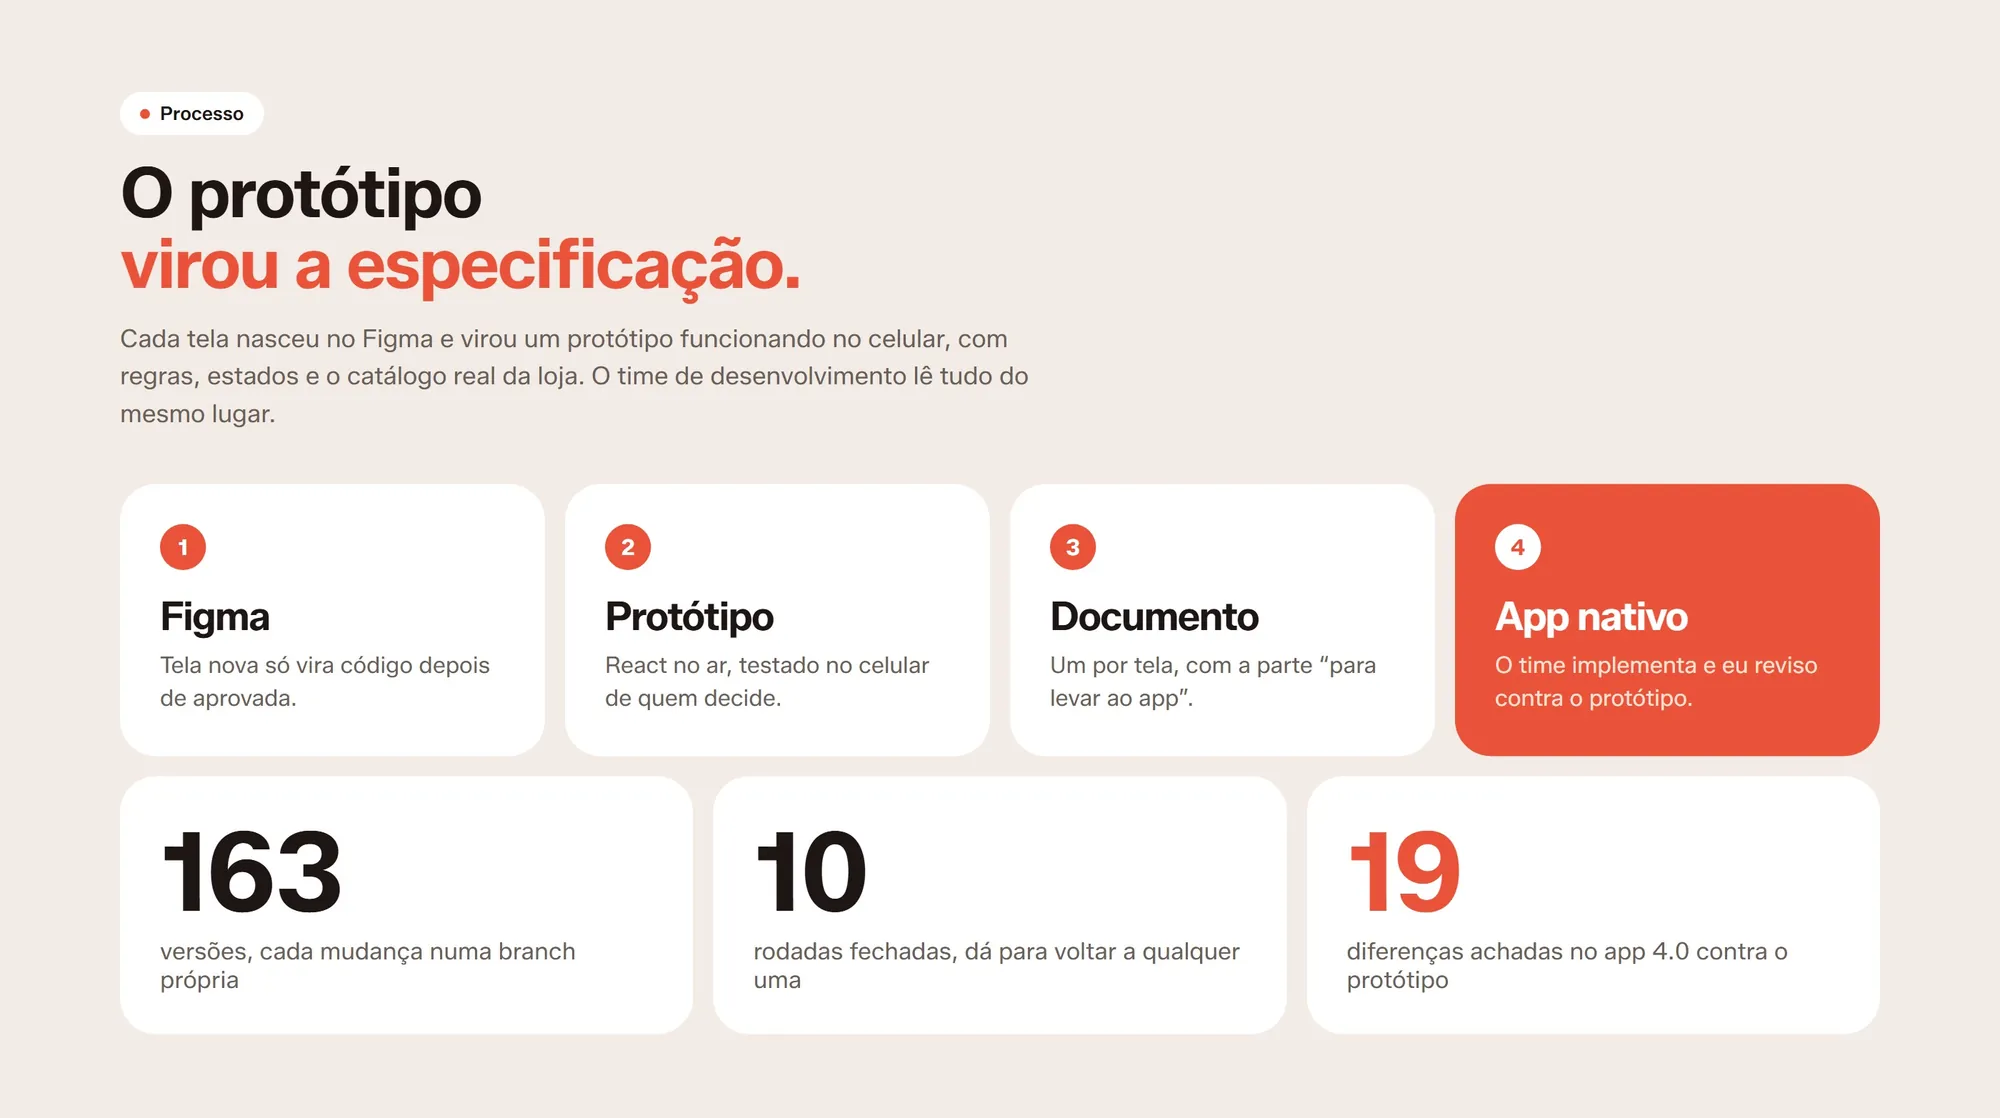 Processo
O protótipo
virou a especificação.
Cada tela nasceu no Figma e virou um protótipo funcionando no celular, com
regras, estados e o catálogo real da loja. O time de desenvolvimento lê tudo do
mesmo lugar.
1
Figma
Tela nova só vira código depois
de aprovada.
2
Protótipo
React no ar, testado no celular
de quem decide.
3
Documento
Um por tela, com a parte “para
levar ao app”.
4
App nativo
O time implementa e eu reviso
contra o protótipo.
163
versões, cada mudança numa branch
própria
10
rodadas fechadas, dá para voltar a qualquer
uma
19
diferenças achadas no app 4.0 contra o
protótipo